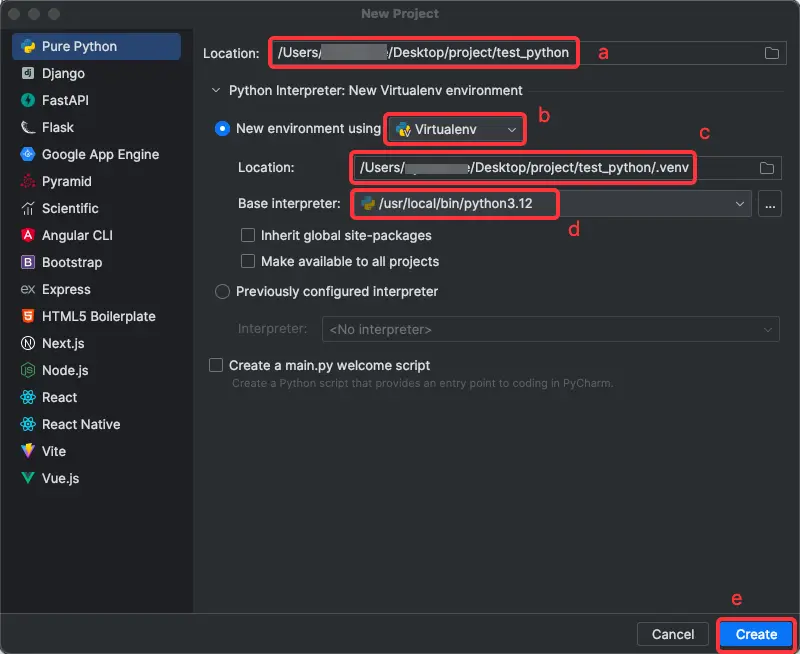 New Project
Pure Python
Django
FastAPI
Flask
Google App Engine
Pyramid
Scientific
Angular CLI
Bootstrap
Express
HTML5 Boilerplate
Next.js
Node.js
React
React Native
Vite
Vue.js
Location: /Users/ /Desktop/project/test_python a
Python Interpreter: New Virtualenv environment
New environment using Virtualenv b
c
Location: /Users/ /Desktop/project/test_python/.venv
Base interpreter: /usr/local/bin/python3.12 ...
d
Inherit global site-packages
Make available to all projects
Previously configured interpreter
Interpreter: <No interpreter>
Create a main.py welcome script
Create a Python script that provides an entry point to coding in PyCharm.
e
Cancel Create